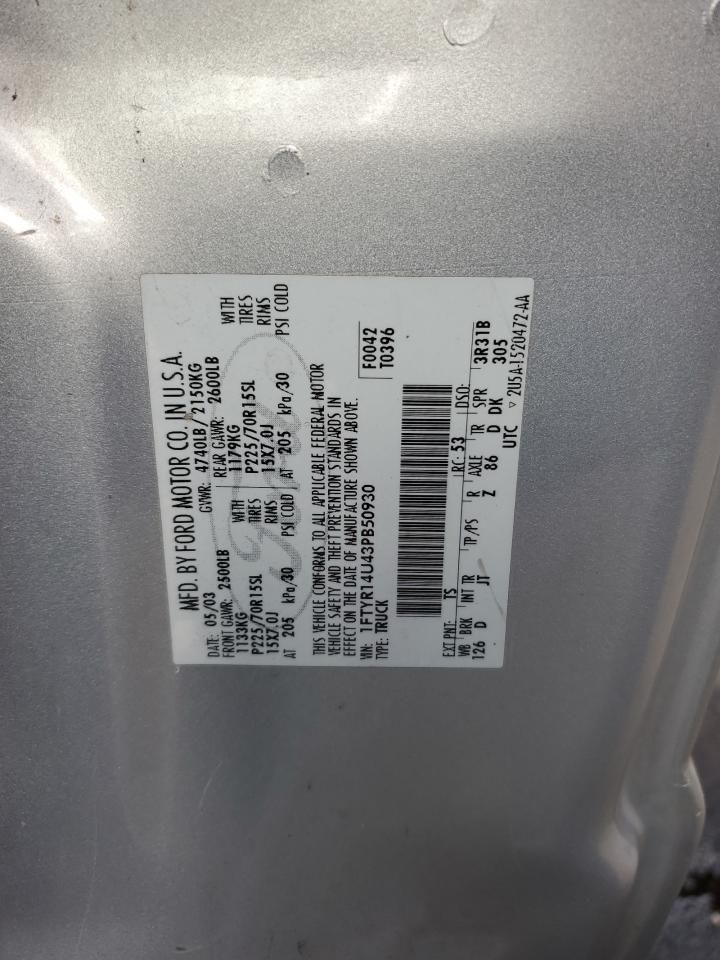 MFD. BY FORD MOTOR CO. IN U.S.A.
DATE: 05/03 GVWR: 4740LB/ 2150KG
FRONT GAWR: 2500LB REAR GAWR: 2600LB
1133KG WITH 1179KG WITH
P225/70R15SL TIRES P225/70R15SL TIRES
15X7.0J RIMS 15X7.0J RIMS
AT 205 kPa/30 PSI COLD AT 205 kPa/30 PSI COLD
THIS VEHICLE CONFORMS TO ALL APPLICABLE FEDERAL MOTOR
VEHICLE SAFETY AND THEFT PREVENTION STANDARDS IN
EFFECT ON THE DATE OF MANUFACTURE SHOWN ABOVE.
VIN: 1FTYR14U43PB50930 F0042
TYPE: TRUCK T0396
EXT PNT: TS RC: 53 DSO:
WB BRK INT TR TP/PS R AXLE TR SPR 3R31B
126 D JT Z 86 D DK 305
UTC ▽ 2U5A-1520472-AA
Ford